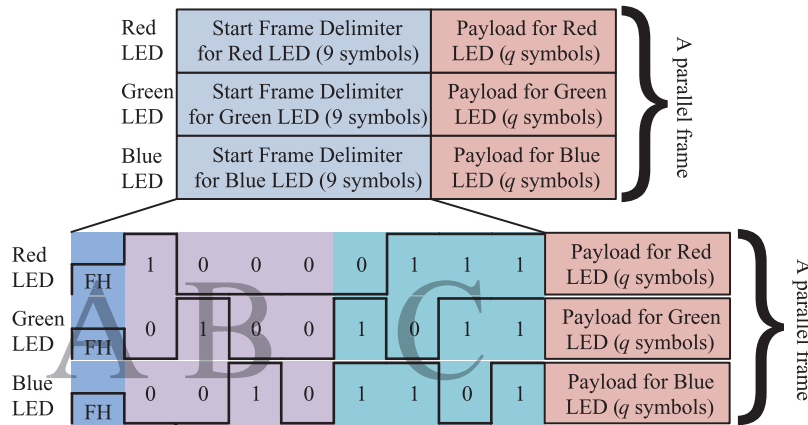 Red
LED
Start Frame Delimiter
for Red LED (9 symbols)
Payload for Red
LED (q symbols)
Green
LED
Start Frame Delimiter
for Green LED (9 symbols)
Payload for Green
LED (q symbols)
Blue
LED
Start Frame Delimiter
for Blue LED (9 symbols)
Payload for Blue
LED (q symbols)
A parallel frame
Red
LED
FH 1 0 0 0 0 1 1 1
Payload for Red
LED (q symbols)
Green
LED
FH 0 1 0 0 1 0 1 1
Payload for Green
LED (q symbols)
Blue
LED
FH 0 0 1 0 1 1 0 1
Payload for Blue
LED (q symbols)
A B C
A parallel frame